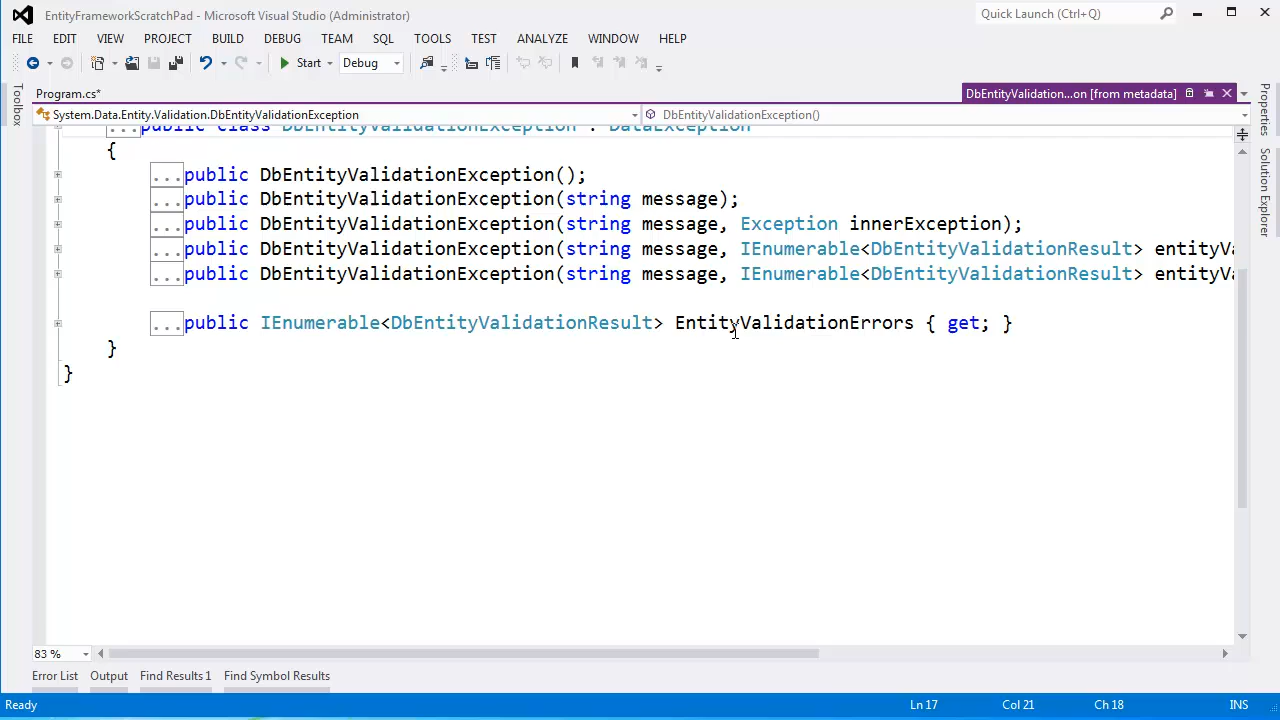 EntityFrameworkScratchPad - Microsoft Visual Studio (Administrator)
Quick Launch (Ctrl+Q)
FILE EDIT VIEW PROJECT BUILD DEBUG TEAM SQL TOOLS TEST ANALYZE WINDOW HELP
Start Debug
Toolbox
Program.cs*
DbEntityValidation...on [from metadata]
Properties
Solution Explorer
System.Data.Entity.Validation.DbEntityValidationException
DbEntityValidationException()
...public class DbEntityValidationException : DataException
{
...public DbEntityValidationException();
...public DbEntityValidationException(string message);
...public DbEntityValidationException(string message, Exception innerException);
...public DbEntityValidationException(string message, IEnumerable<DbEntityValidationResult> entityVa
...public DbEntityValidationException(string message, IEnumerable<DbEntityValidationResult> entityVa
...public IEnumerable<DbEntityValidationResult> EntityValidationErrors { get; }
}
}
83 %
Error List Output Find Results 1 Find Symbol Results
Ready Ln 17 Col 21 Ch 18 INS